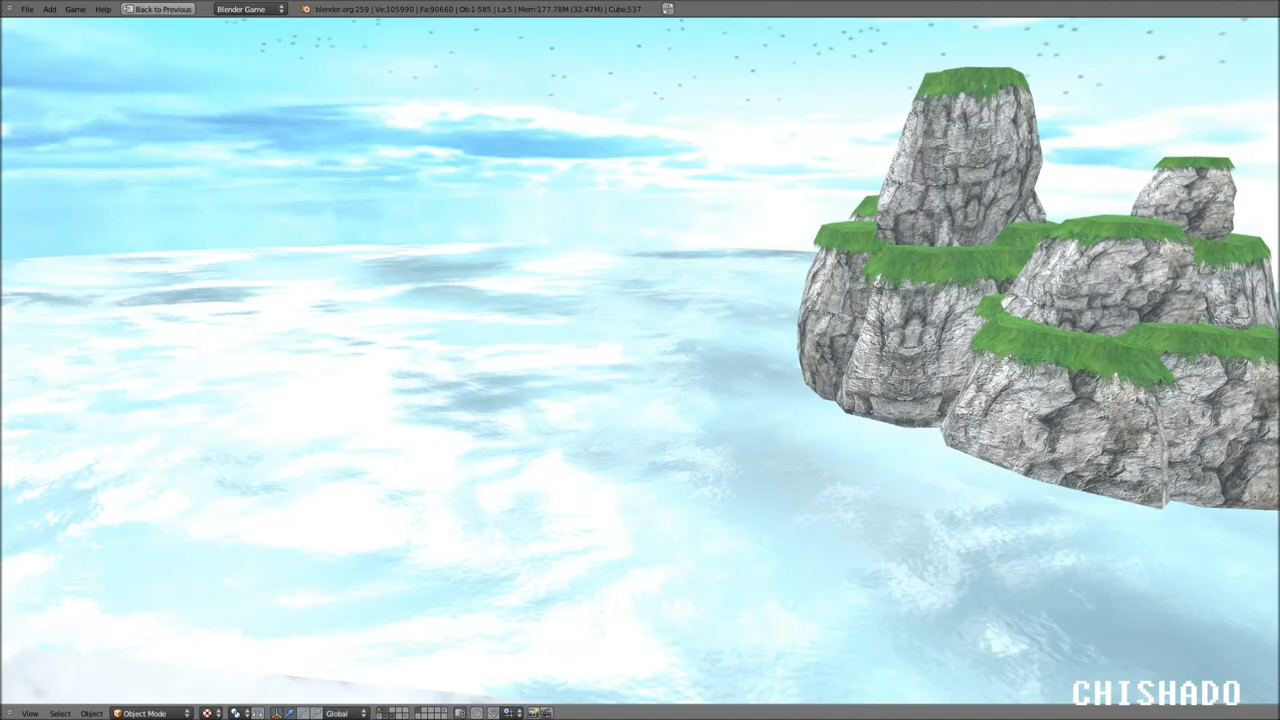 File Add Game Help Back to Previous Blender Game blender.org 259 | Ve:105990 | Fa:90660 | Ob:1-585 | La:5 | Mem:177.78M (32.47M) | Cube.537
CHISHADO
View Select Object Object Mode Global